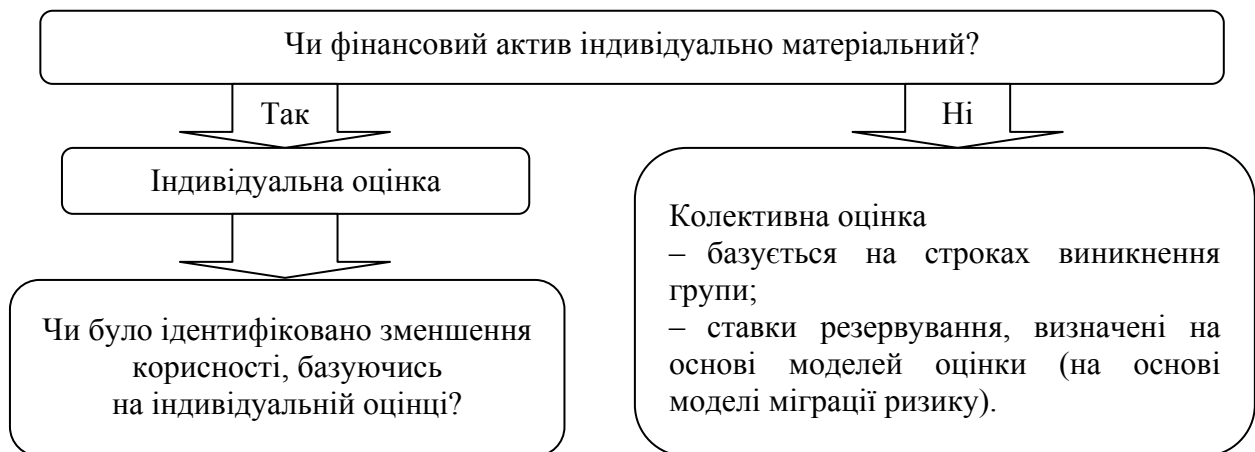 Чи фінансовий актив індивідуально матеріальний?
Так
Ні
Індивідуальна оцінка
Колективна оцінка
– базується на строках виникнення
групи;
– ставки резервування, визначені на
основі моделей оцінки (на основі
моделі міграції ризику).
Чи було ідентифіковано зменшення
корисності, базуючись
на індивідуальній оцінці?